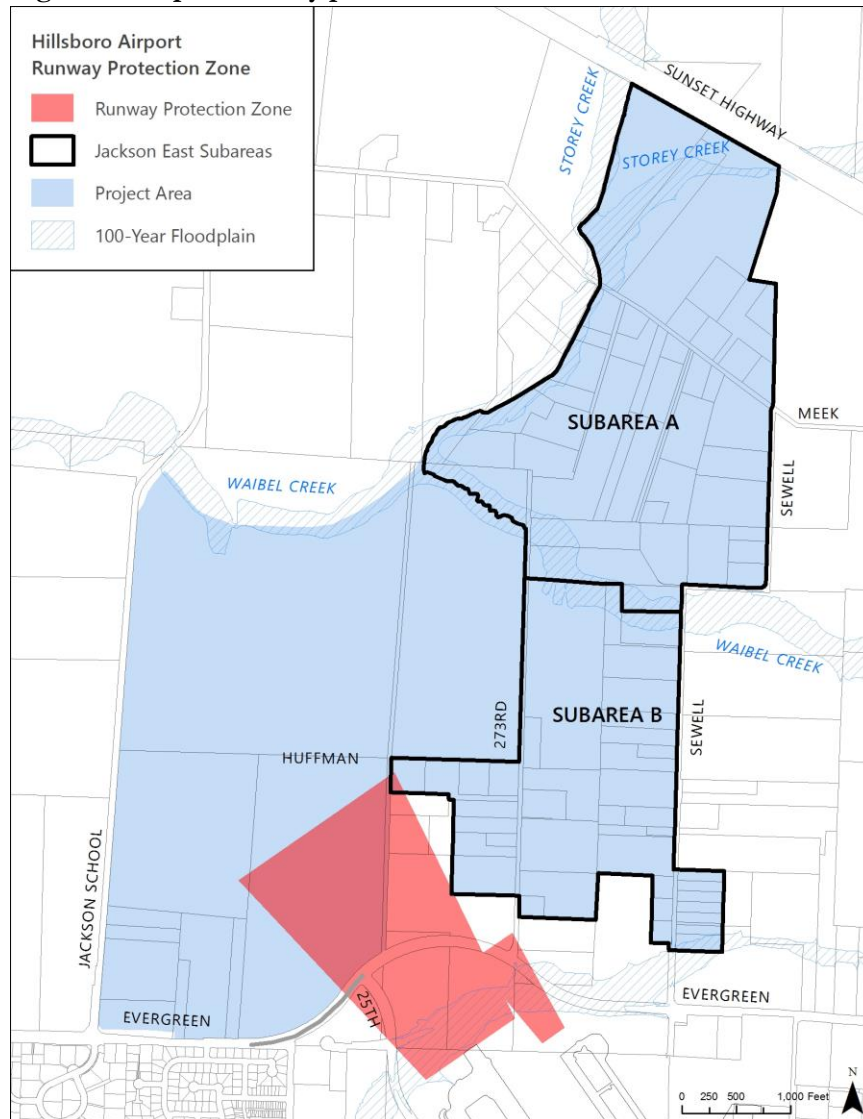 Hillsboro Airport
Runway Protection Zone
Runway Protection Zone
Jackson East Subareas
Project Area
100-Year Floodplain
SUNSET HIGHWAY
STOREY CREEK
STOREY CREEK
SUBAREA A
MEEK
SEWELL
WAIBEL CREEK
WAIBEL CREEK
273RD
SUBAREA B
SEWELL
HUFFMAN
JACKSON SCHOOL
25TH
EVERGREEN
EVERGREEN
N
0 250 500 1,000 Feet